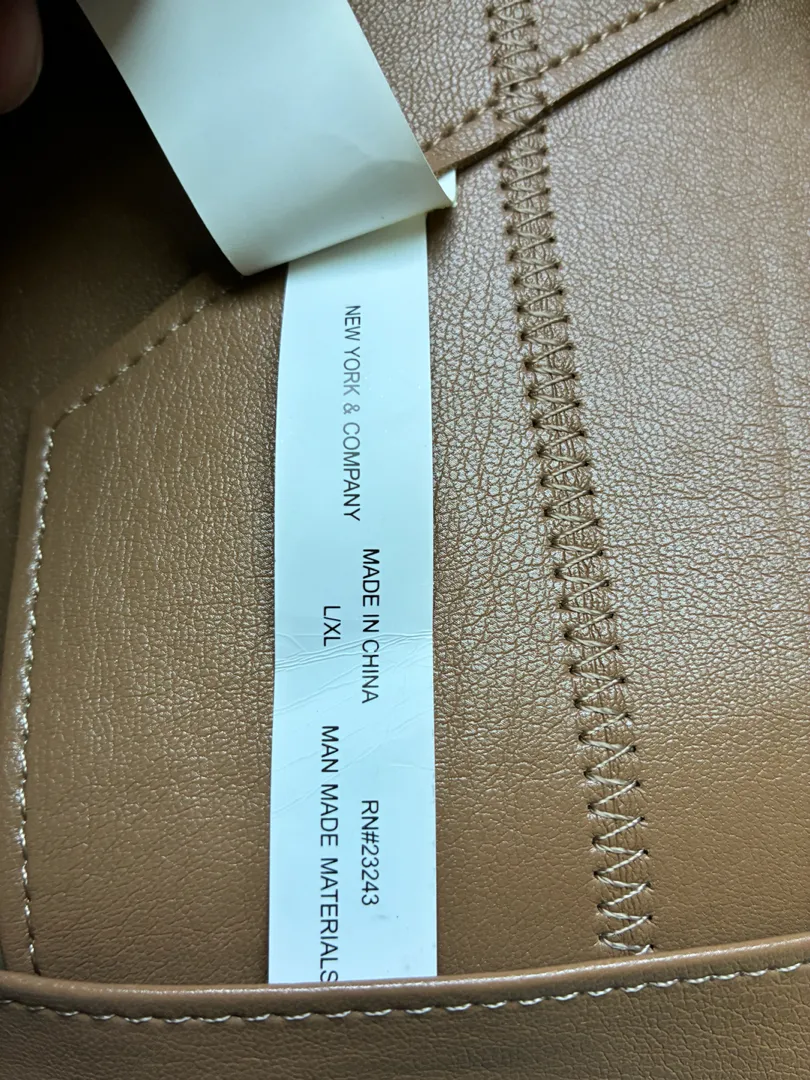 NEW YORK & COMPANY
MADE IN CHINA
L/XL
RN#23243
MAN MADE MATERIALS